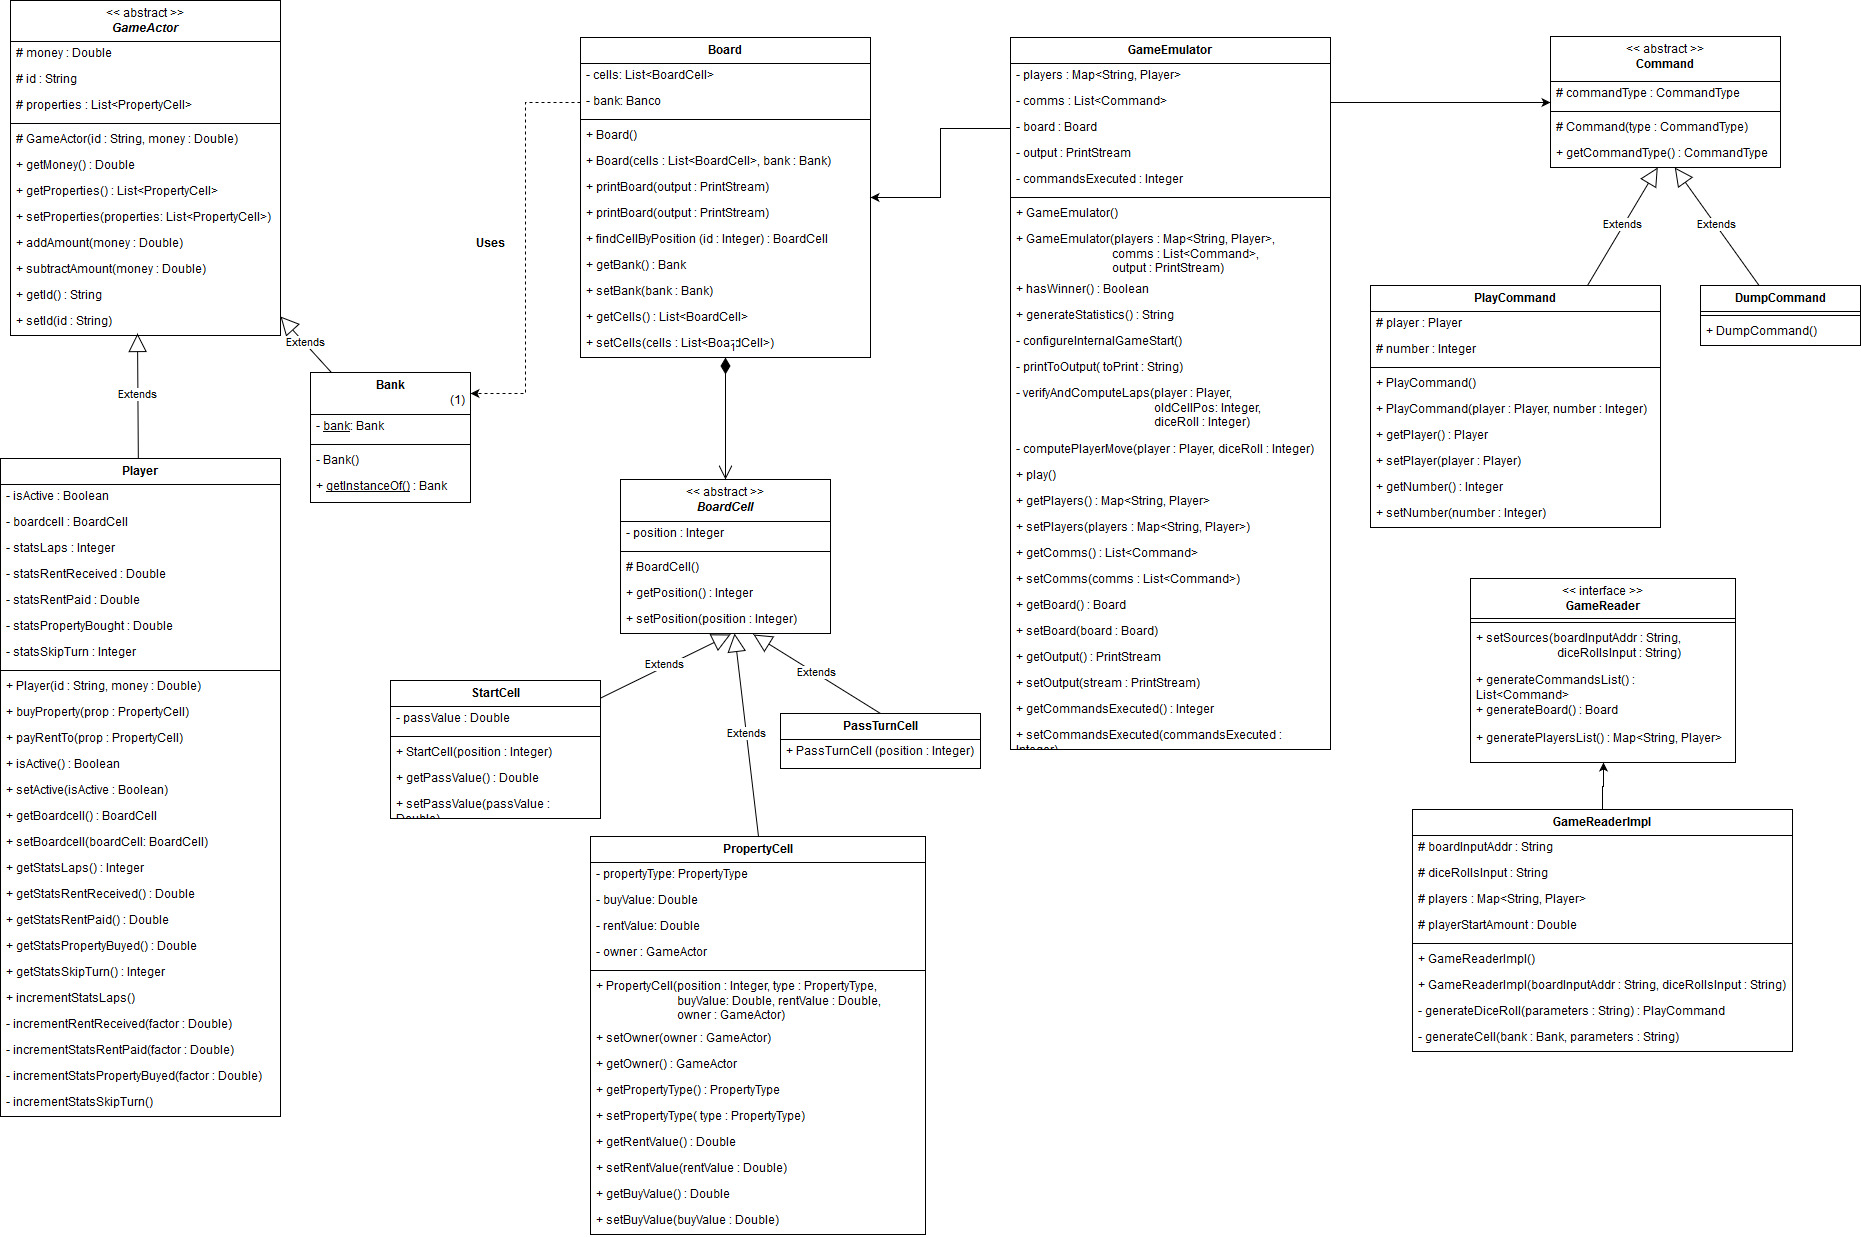 << abstract >>
GameActor
# money : Double
# id : String
# properties : List<PropertyCell>
# GameActor(id : String, money : Double)
+ getMoney() : Double
+ getProperties() : List<PropertyCell>
+ setProperties(properties: List<PropertyCell>)
+ addAmount(money : Double)
+ subtractAmount(money : Double)
+ getId() : String
+ setId(id : String)
Extends
Extends
Bank
(1)
- bank: Bank
- Bank()
+ getInstanceOf() : Bank
Player
- isActive : Boolean
- boardcell : BoardCell
- statsLaps : Integer
- statsRentReceived : Double
- statsRentPaid : Double
- statsPropertyBought : Double
- statsSkipTurn : Integer
+ Player(id : String, money : Double)
+ buyProperty(prop : PropertyCell)
+ payRentTo(prop : PropertyCell)
+ isActive() : Boolean
+ setActive(isActive : Boolean)
+ getBoardcell() : BoardCell
+ setBoardcell(boardCell: BoardCell)
+ getStatsLaps() : Integer
+ getStatsRentReceived() : Double
+ getStatsRentPaid() : Double
+ getStatsPropertyBuyed() : Double
+ getStatsSkipTurn() : Integer
+ incrementStatsLaps()
- incrementRentReceived(factor : Double)
- incrementStatsRentPaid(factor : Double)
- incrementStatsPropertyBuyed(factor : Double)
- incrementStatsSkipTurn()
Uses
Board
- cells: List<BoardCell>
- bank: Banco
+ Board()
+ Board(cells : List<BoardCell>, bank : Bank)
+ printBoard(output : PrintStream)
+ printBoard(output : PrintStream)
+ findCellByPosition (id : Integer) : BoardCell
+ getBank() : Bank
+ setBank(bank : Bank)
+ getCells() : List<BoardCell>
+ setCells(cells : List<BoardCell>)
<< abstract >>
BoardCell
- position : Integer
# BoardCell()
+ getPosition() : Integer
+ setPosition(position : Integer)
Extends
Extends
Extends
StartCell
- passValue : Double
+ StartCell(position : Integer)
+ getPassValue() : Double
+ setPassValue(passValue :
Double)
PassTurnCell
+ PassTurnCell (position : Integer)
PropertyCell
- propertyType: PropertyType
- buyValue: Double
- rentValue: Double
- owner : GameActor
+ PropertyCell(position : Integer, type : PropertyType,
buyValue: Double, rentValue : Double,
owner : GameActor)
+ setOwner(owner : GameActor)
+ getOwner() : GameActor
+ getPropertyType() : PropertyType
+ setPropertyType( type : PropertyType)
+ getRentValue() : Double
+ setRentValue(rentValue : Double)
+ getBuyValue() : Double
+ setBuyValue(buyValue : Double)
GameEmulator
- players : Map<String, Player>
- comms : List<Command>
- board : Board
- output : PrintStream
- commandsExecuted : Integer
+ GameEmulator()
+ GameEmulator(players : Map<String, Player>,
comms : List<Command>,
output : PrintStream)
+ hasWinner() : Boolean
+ generateStatistics() : String
- configureInternalGameStart()
- printToOutput( toPrint : String)
- verifyAndComputeLaps(player : Player,
oldCellPos: Integer,
diceRoll : Integer)
- computePlayerMove(player : Player, diceRoll : Integer)
+ play()
+ getPlayers() : Map<String, Player>
+ setPlayers(players : Map<String, Player>)
+ getComms() : List<Command>
+ setComms(comms : List<Command>)
+ getBoard() : Board
+ setBoard(board : Board)
+ getOutput() : PrintStream
+ setOutput(stream : PrintStream)
+ getCommandsExecuted() : Integer
+ setCommandsExecuted(commandsExecuted :
Integer)
<< abstract >>
Command
# commandType : CommandType
# Command(type : CommandType)
+ getCommandType() : CommandType
Extends
Extends
PlayCommand
# player : Player
# number : Integer
+ PlayCommand()
+ PlayCommand(player : Player, number : Integer)
+ getPlayer() : Player
+ setPlayer(player : Player)
+ getNumber() : Integer
+ setNumber(number : Integer)
DumpCommand
+ DumpCommand()
<< interface >>
GameReader
+ setSources(boardInputAddr : String,
diceRollsInput : String)
+ generateCommandsList() :
List<Command>
+ generateBoard() : Board
+ generatePlayersList() : Map<String, Player>
GameReaderImpl
# boardInputAddr : String
# diceRollsInput : String
# players : Map<String, Player>
# playerStartAmount : Double
+ GameReaderImpl()
+ GameReaderImpl(boardInputAddr : String, diceRollsInput : String)
- generateDiceRoll(parameters : String) : PlayCommand
- generateCell(bank : Bank, parameters : String)